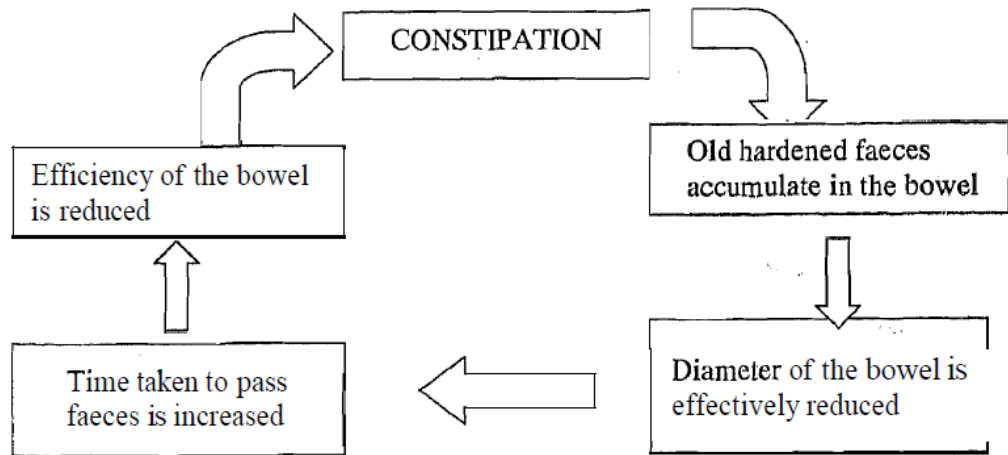 CONSTIPATION
Old hardened faeces
accumulate in the bowel
Diameter of the bowel is
effectively reduced
Time taken to pass
faeces is increased
Efficiency of the bowel
is reduced